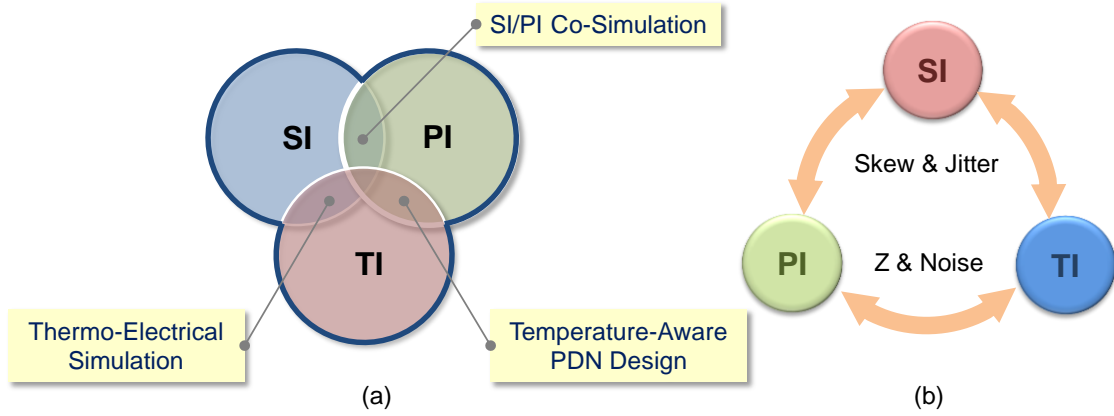 SI/PI Co-Simulation
SI
PI
TI
Thermo-Electrical
Simulation
Temperature-Aware
PDN Design
(a)
SI
Skew & Jitter
PI
Z & Noise
TI
(b)